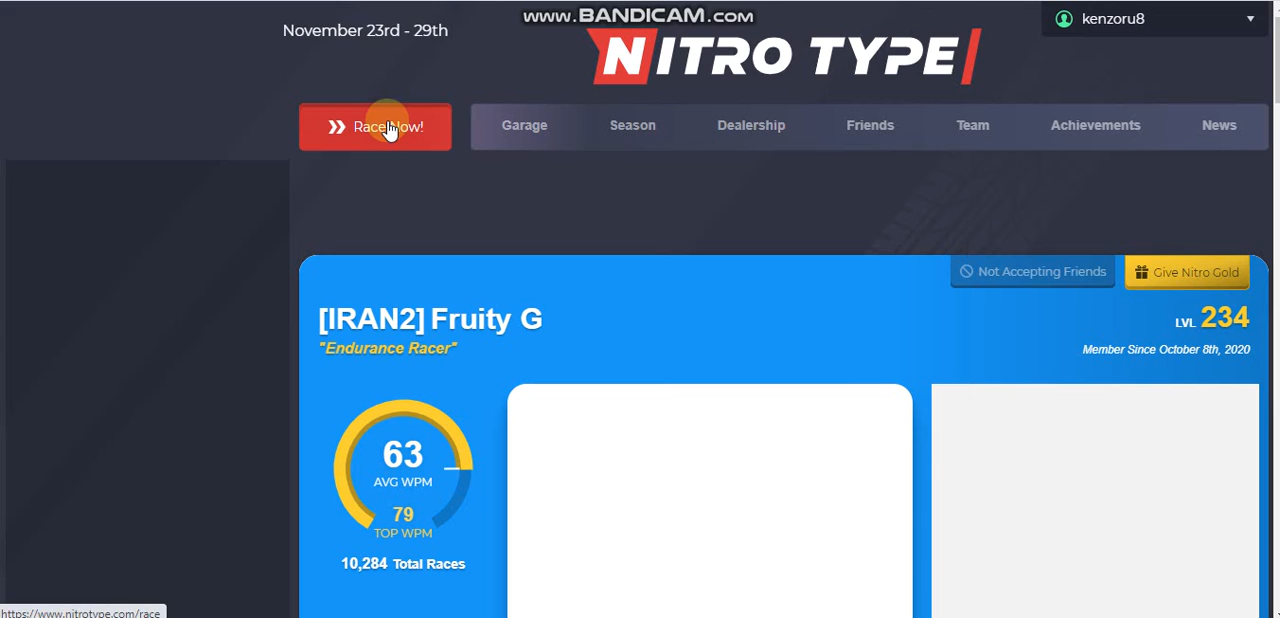 www.BANDICAM.com
kenzoru8
November 23rd - 29th
NITRO TYPE
Race Now!
Garage
Season
Dealership
Friends
Team
Achievements
News
Not Accepting Friends
Give Nitro Gold
[IRAN2] Fruity G
LVL 234
"Endurance Racer"
Member Since October 8th, 2020
63
AVG WPM
79
TOP WPM
10,284 Total Races
https://www.nitrotype.com/race